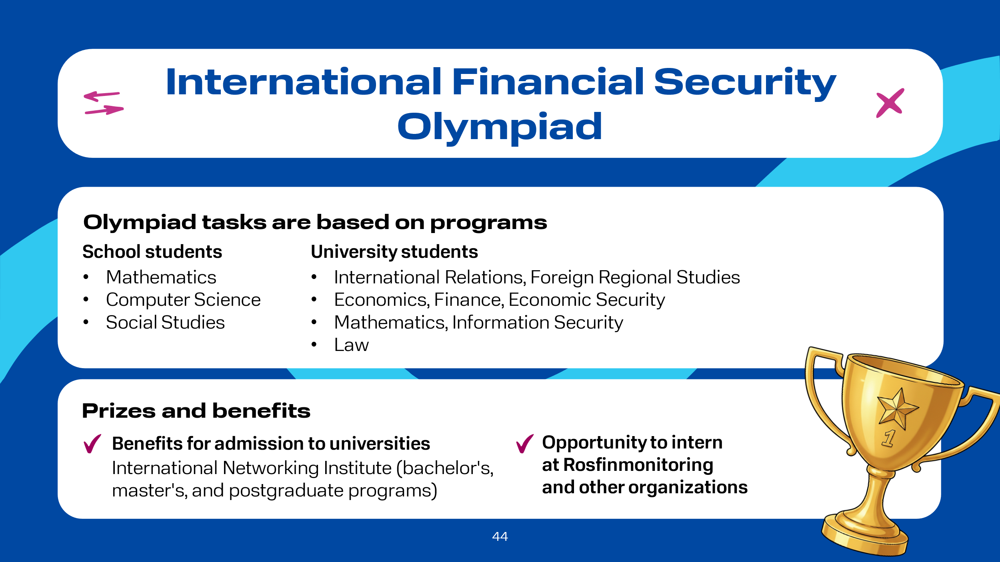 International Financial Security
Olympiad
Olympiad tasks are based on programs
School students
• Mathematics
• Computer Science
• Social Studies
University students
• International Relations, Foreign Regional Studies
• Economics, Finance, Economic Security
• Mathematics, Information Security
• Law
Prizes and benefits
Benefits for admission to universities
International Networking Institute (bachelor's,
master's, and postgraduate programs)
Opportunity to intern
at Rosfinmonitoring
and other organizations
1
44